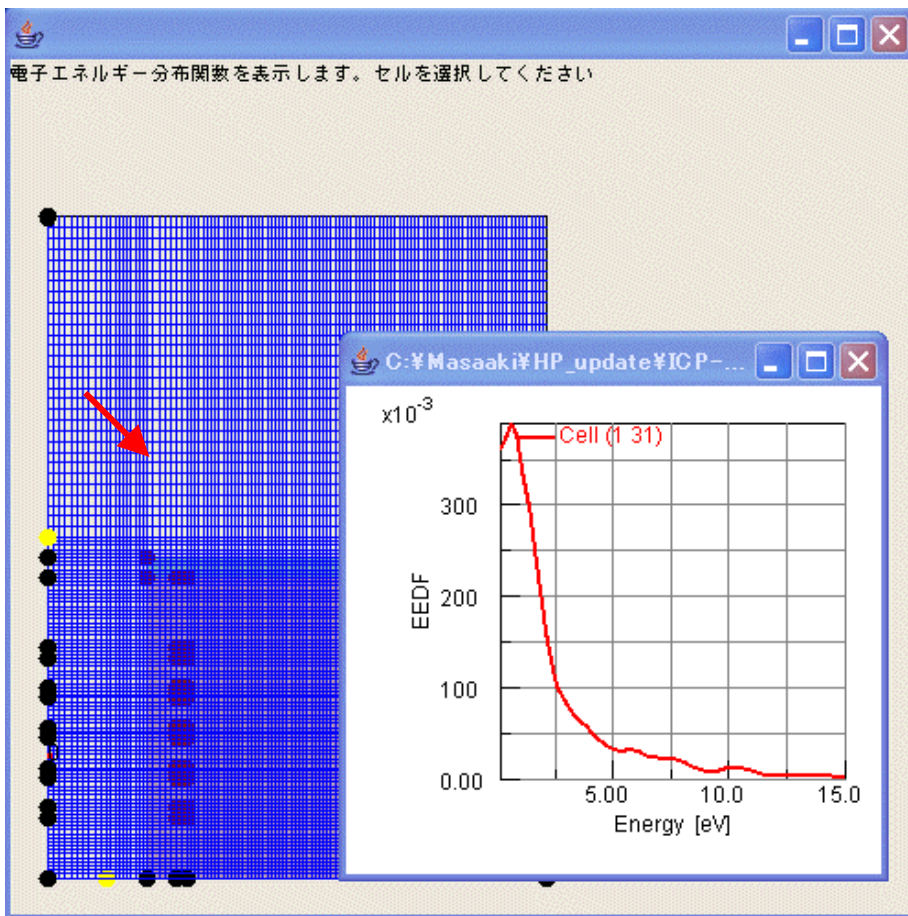 電子エネルギー分布関数を表示します。セルを選択してください
C:¥Masaaki¥HP_update¥ICP-...
x10-3
Cell (1 31)
300
200
100
0.00
EEDF
5.00 10.0 15.0
Energy [eV]